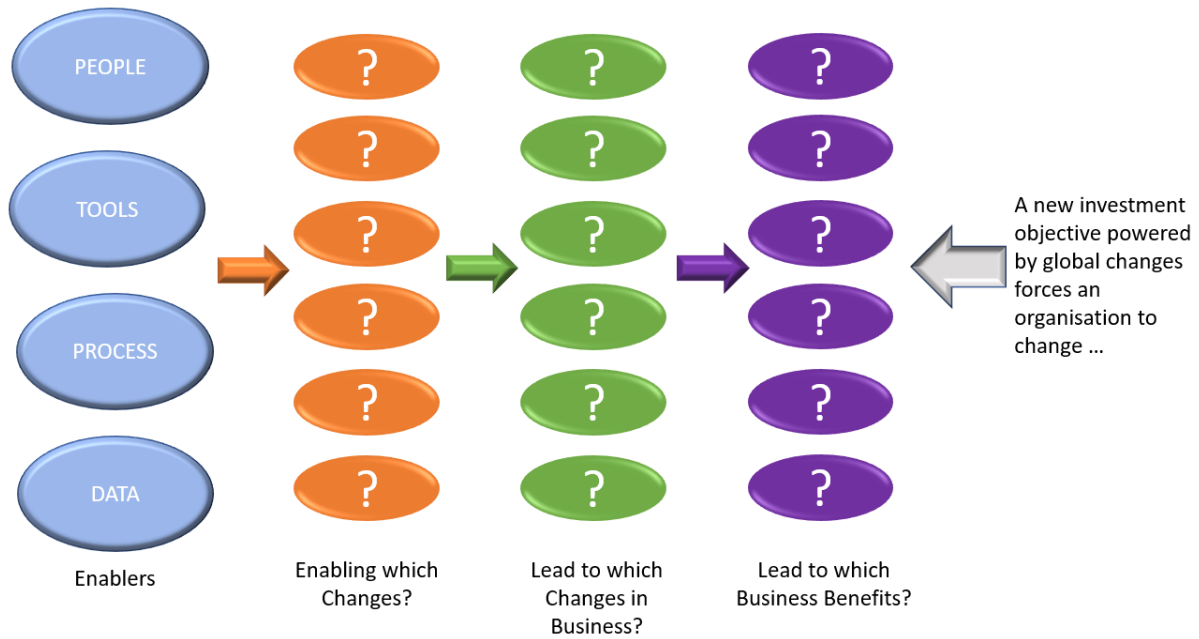 PEOPLE
TOOLS
PROCESS
DATA
Enablers
?
?
?
?
?
?
Enabling which
Changes?
?
?
?
?
?
?
Lead to which
Changes in
Business?
?
?
?
?
?
?
Lead to which
Business Benefits?
A new investment
objective powered
by global changes
forces an
organisation to
change ...